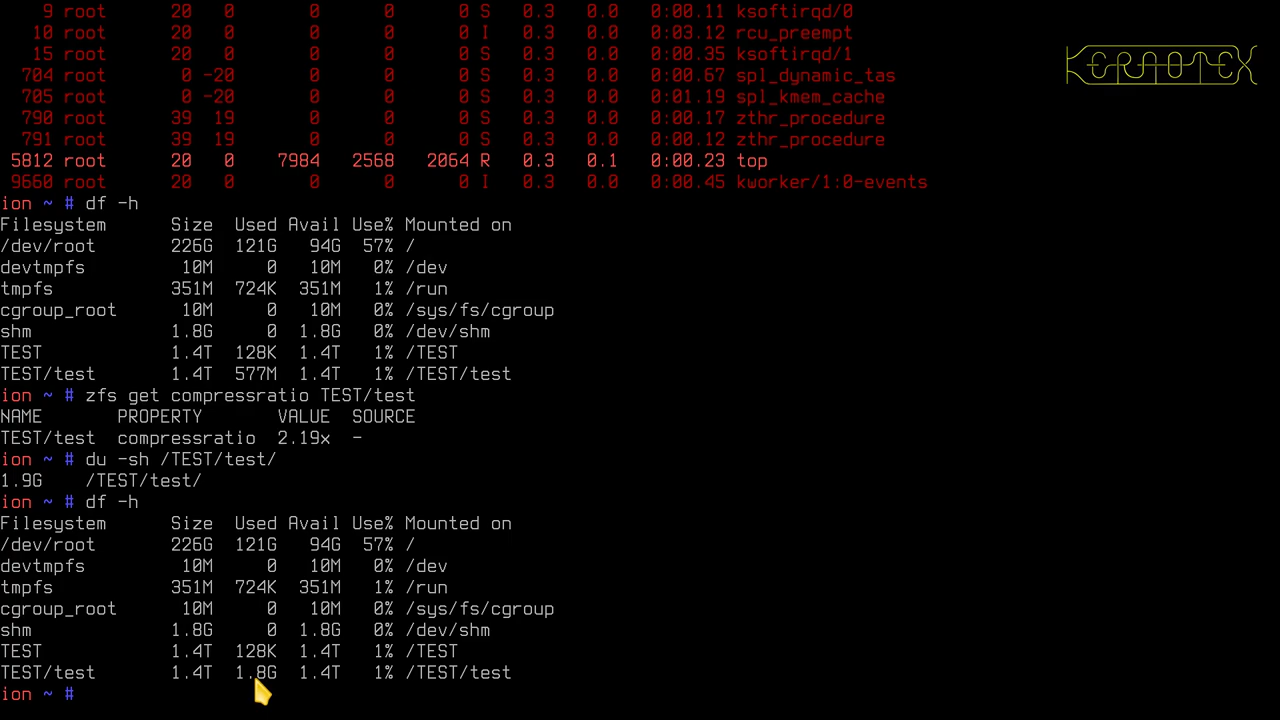 9 root 20 0 0 0 0 S 0.3 0.0 0:00.11 ksoftirqd/0
10 root 20 0 0 0 0 I 0.3 0.0 0:03.12 rcu_preempt
15 root 20 0 0 0 0 S 0.3 0.0 0:00.35 ksoftirqd/1
704 root 0 -20 0 0 0 S 0.3 0.0 0:00.67 spl_dynamic_tas
705 root 0 -20 0 0 0 S 0.3 0.0 0:01.19 spl_kmem_cache
790 root 39 19 0 0 0 S 0.3 0.0 0:00.17 zthr_procedure
791 root 39 19 0 0 0 S 0.3 0.0 0:00.12 zthr_procedure
5812 root 20 0 7984 2568 2064 R 0.3 0.1 0:00.23 top
9660 root 20 0 0 0 0 I 0.3 0.0 0:00.45 kworker/1:0-events
KERAOTEX
ion ~ # df -h
Filesystem Size Used Avail Use% Mounted on
/dev/root 226G 121G 94G 57% /
devtmpfs 10M 0 10M 0% /dev
tmpfs 351M 724K 351M 1% /run
cgroup_root 10M 0 10M 0% /sys/fs/cgroup
shm 1.8G 0 1.8G 0% /dev/shm
TEST 1.4T 128K 1.4T 1% /TEST
TEST/test 1.4T 577M 1.4T 1% /TEST/test
ion ~ # zfs get compressratio TEST/test
NAME PROPERTY VALUE SOURCE
TEST/test compressratio 2.19x -
ion ~ # du -sh /TEST/test/
1.9G /TEST/test/
ion ~ # df -h
Filesystem Size Used Avail Use% Mounted on
/dev/root 226G 121G 94G 57% /
devtmpfs 10M 0 10M 0% /dev
tmpfs 351M 724K 351M 1% /run
cgroup_root 10M 0 10M 0% /sys/fs/cgroup
shm 1.8G 0 1.8G 0% /dev/shm
TEST 1.4T 128K 1.4T 1% /TEST
TEST/test 1.4T 1.8G 1.4T 1% /TEST/test
ion ~ #